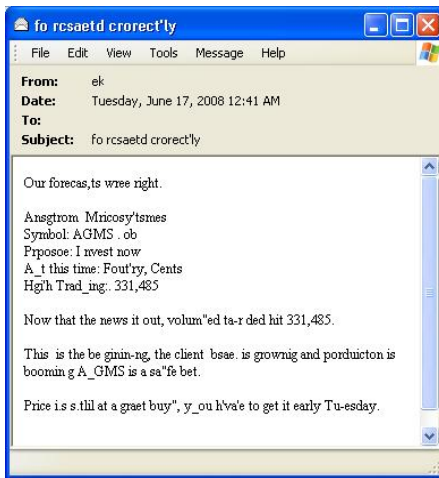 fo rcsaetd crorect'ly
File Edit View Tools Message Help
From: ek
Date: Tuesday, June 17, 2008 12:41 AM
To:
Subject: fo rcsaetd crorect'ly
Our forecas,ts wree right.
Ansgtrom Mricosy'tsmes
Symbol: AGMS . ob
Prposoe: I nvest now
A_t this time: Fout'ry, Cents
Hgi'h Trad_ing:. 331,485
Now that the news it out, volum"ed ta-r ded hit 331,485.
This is the be ginin-ng, the client bsae. is grownig and porduicton is
boomin g A_GMS is a sa"fe bet.
Price i.s s.tlil at a graet buy", y_ou h'va'e to get it early Tu-esday.